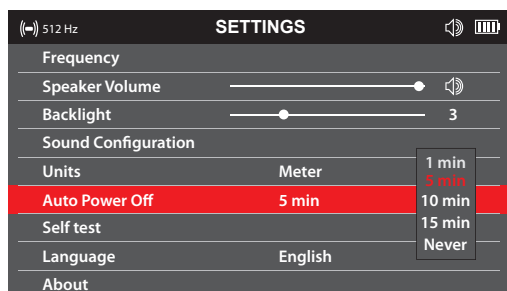 512 Hz SETTINGS
Frequency
Speaker Volume
Backlight 3
Sound Configuration
Units Meter
Auto Power Off 5 min
Self test
Language English
About
1 min
5 min
10 min
15 min
Never